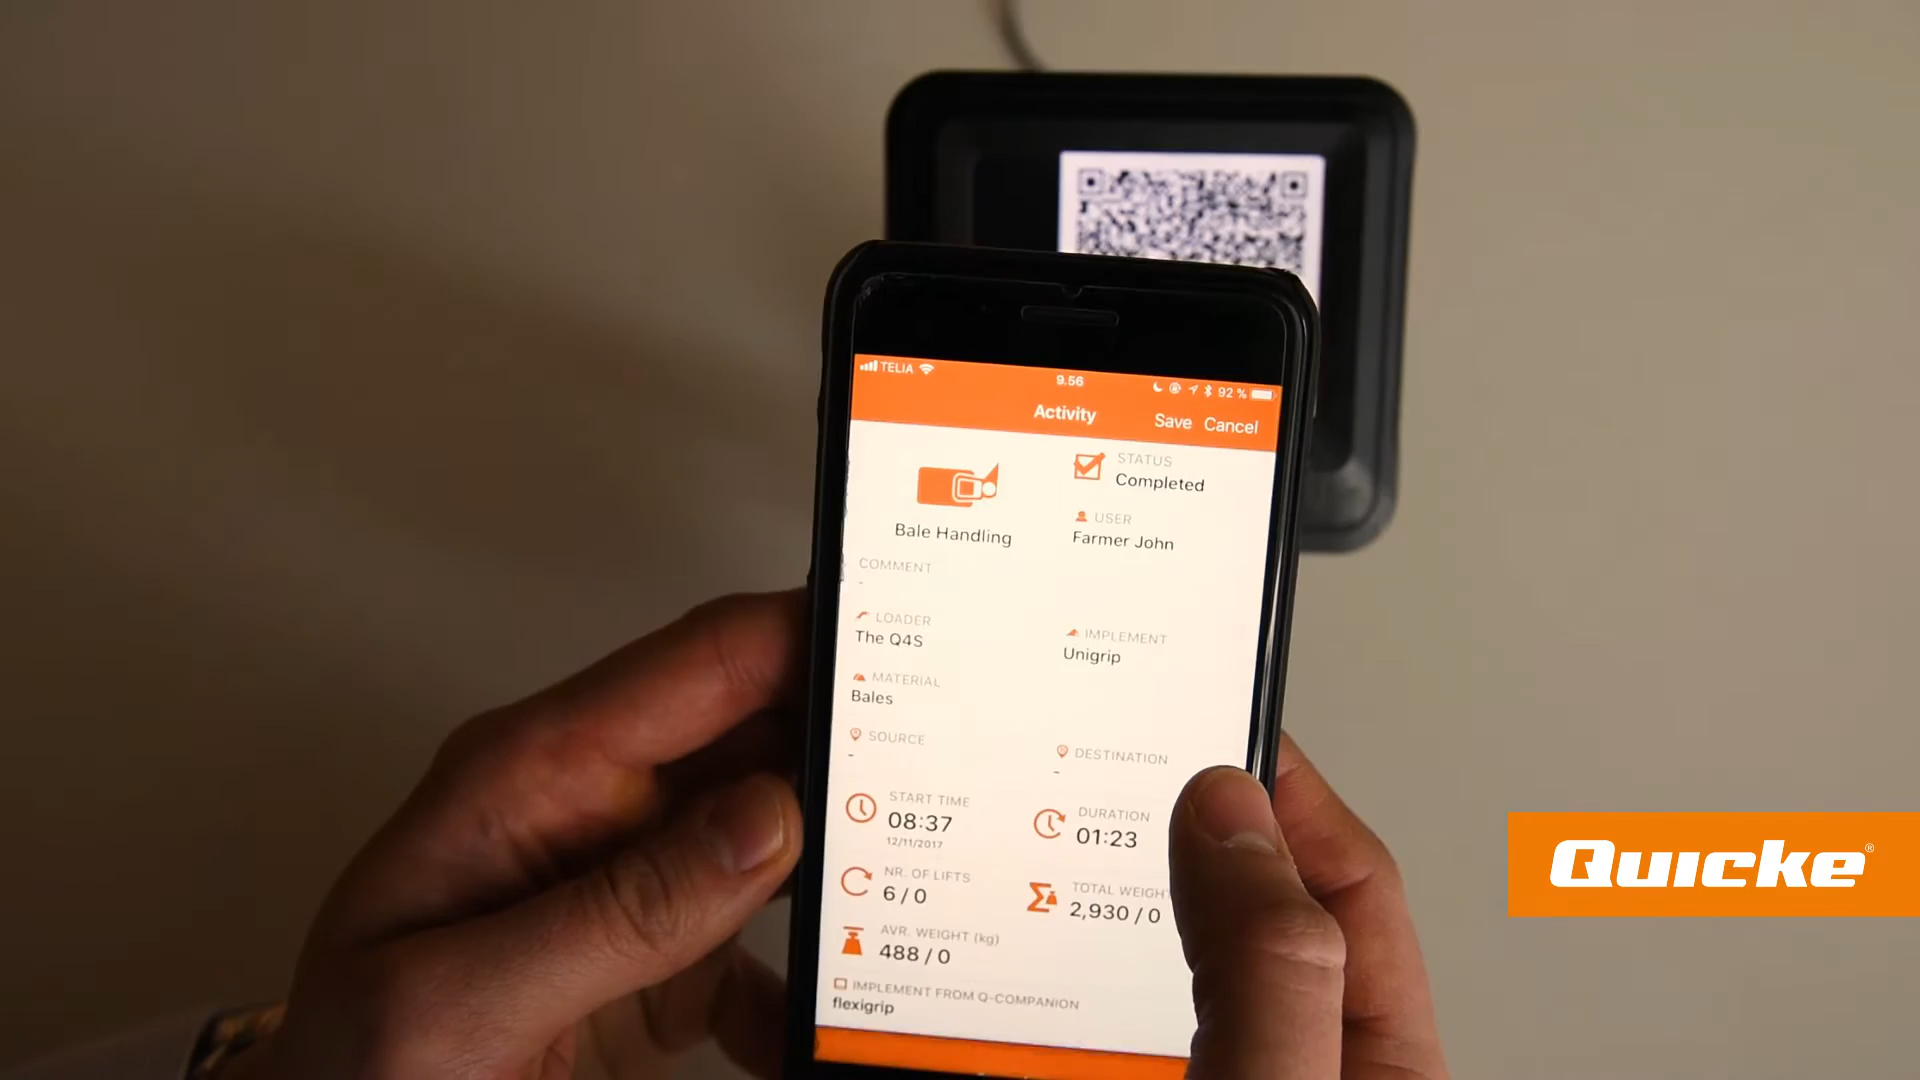 TELIA
9.56
92 %
Activity
Save Cancel
STATUS
Completed
Bale Handling
USER
Farmer John
COMMENT
-
LOADER
The Q4S
IMPLEMENT
Unigrip
MATERIAL
Bales
SOURCE
-
DESTINATION
-
START TIME
08:37
12/11/2017
DURATION
01:23
NR. OF LIFTS
6 / 0
TOTAL WEIGH
2,930 / 0
AVR. WEIGHT (kg)
488 / 0
IMPLEMENT FROM Q-COMPANION
flexigrip
Quicke®